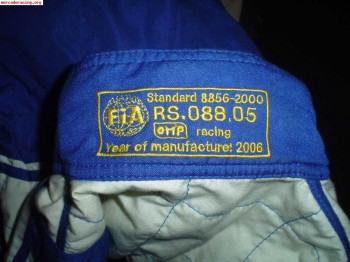 mercadoracing.org
Standard 8856-2000
FiA RS.088.05
OMP racing
Year of manufacture: 2006